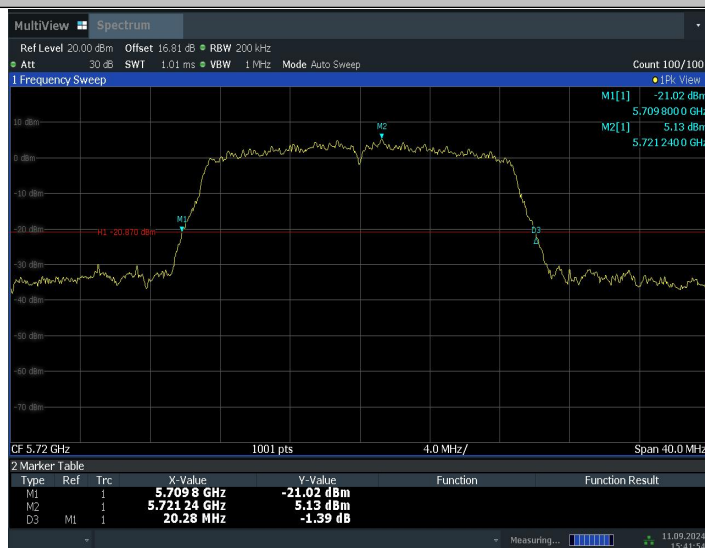 MultiView Spectrum
Ref Level 20.00 dBm Offset 16.81 dB RBW 200 kHz
Att 30 dB SWT 1.01 ms VBW 1 MHz Mode Auto Sweep Count 100/100
1 Frequency Sweep 1Pk View
M1[1] -21.02 dBm
5.709 800 0 GHz
10 dBm
M2
M2[1] 5.13 dBm
5.721 240 0 GHz
0 dBm
-10 dBm
M1
-20 dBm
H1 -20.870 dBm
D3
-30 dBm
-40 dBm
-50 dBm
-60 dBm
-70 dBm
CF 5.72 GHz 1001 pts 4.0 MHz/ Span 40.0 MHz
2 Marker Table
Type Ref Trc X-Value Y-Value Function Function Result
M1 1 5.709 8 GHz -21.02 dBm
M2 1 5.721 24 GHz 5.13 dBm
D3 M1 1 20.28 MHz -1.39 dB
Measuring... 11.09.2024
15:41:54